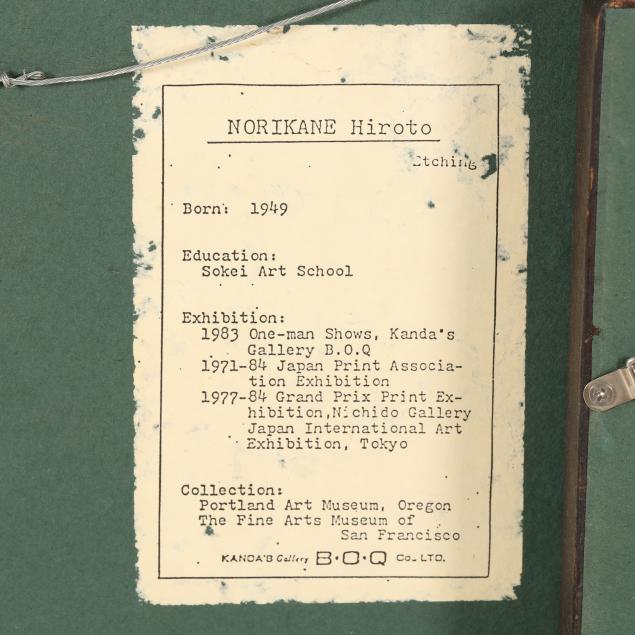 NORIKANE Hiroto
Etching
Born: 1949
Education:
Sokei Art School
Exhibition:
1983 One-man Shows, Kanda's
Gallery B.O.Q
1971-84 Japan Print Associa-
tion Exhibition
1977-84 Grand Prix Print Ex-
hibition,Nichido Gallery
Japan International Art
Exhibition, Tokyo
Collection:
Portland Art Museum, Oregon
The Fine Arts Museum of
San Francisco
KANDA'S Gallery B·O·Q CO.LTD.